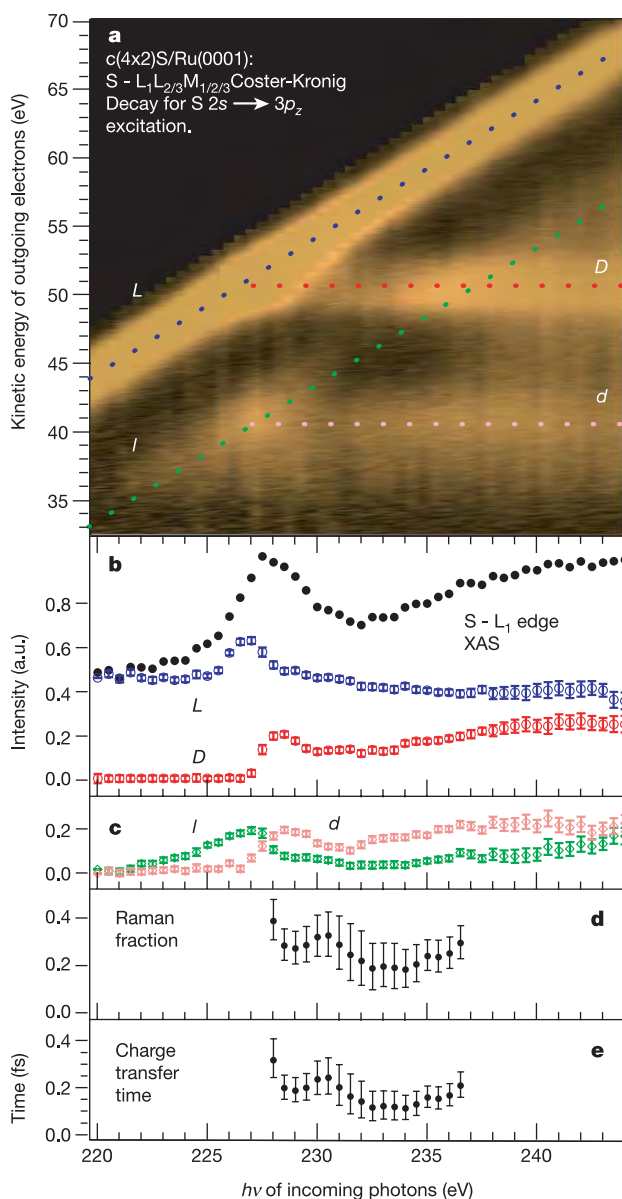 70
65
60
55
50
45
40
35
Kinetic energy of outgoing electrons (eV)
a
c(4x2)S/Ru(0001):
S - L₁L₂/₃M₁/₂/₃Coster-Kronig
Decay for S 2s ⟶ 3p𝓏
excitation.
L
D
l
d
b
0.8
0.6
0.4
0.2
0.0
Intensity (a.u.)
S - L₁ edge
XAS
L
D
c
0.2
0.0
l
d
0.4
0.2
0.0
Raman
fraction
d
0.4
0.2
0.0
Time (fs)
Charge
transfer
time
e
220
225
230
235
240
hν of incoming photons (eV)